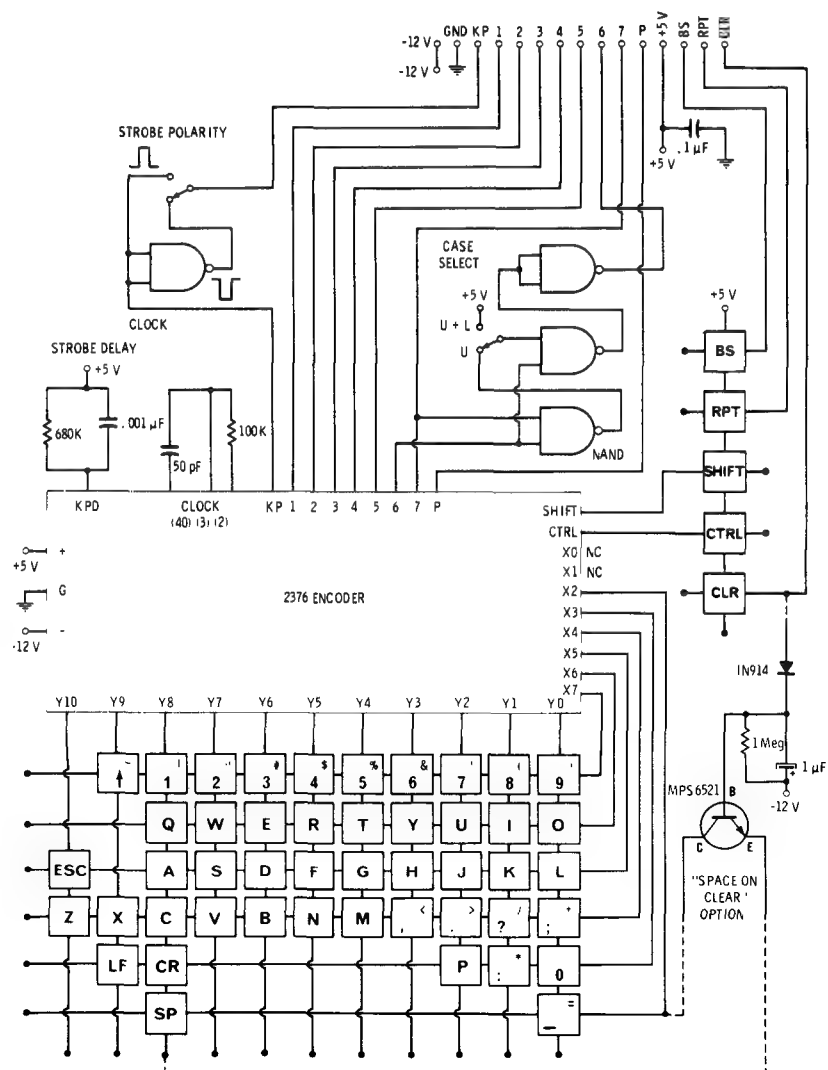 -12 V GND KP 1 2 3 4 5 6 7 P +5 V BS RPT CLR
-12 V
STROBE POLARITY
.1 µF
+5 V
CASE SELECT
+5 V
U + L
U
CLOCK
NAND
STROBE DELAY
+5 V
680K
.001 µF
50 pF
100K
+5 V
BS
RPT
SHIFT
CTRL
CLR
KPD
CLOCK
(40) (3) (2)
KP 1 2 3 4 5 6 7 P
SHIFT
CTRL
X0 NC
X1 NC
X2
X3
X4
X5
X6
X7
+
+5 V
G
-
-12 V
2376 ENCODER
Y10 Y9 Y8 Y7 Y6 Y5 Y4 Y3 Y2 Y1 Y0
IN914
1 Meg
1 µF
-12 V
MPS6521
B
C
E
"SPACE ON
CLEAR'
OPTION
↑ ~ 1 ! 2 " 3 # 4 $ 5 % 6 & 7 ' 8 ( 9
Q W E R T Y U I O
ESC A S D F G H J K L
Z X C V B N M , < . > ? / ; +
LF CR P : * 0
SP — =